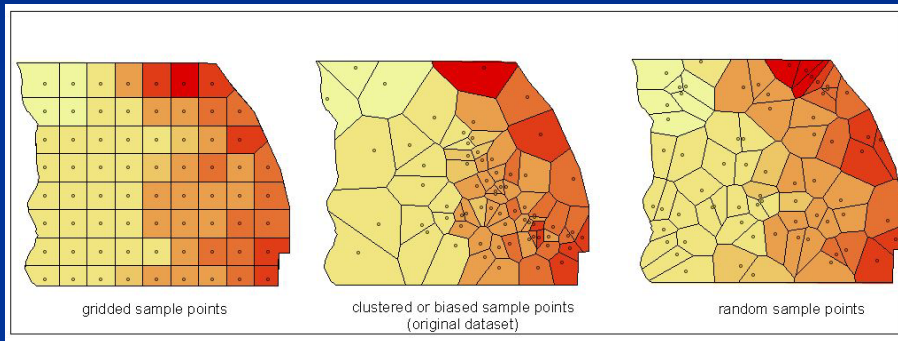 gridded sample points
clustered or biased sample points
(original dataset)
random sample points